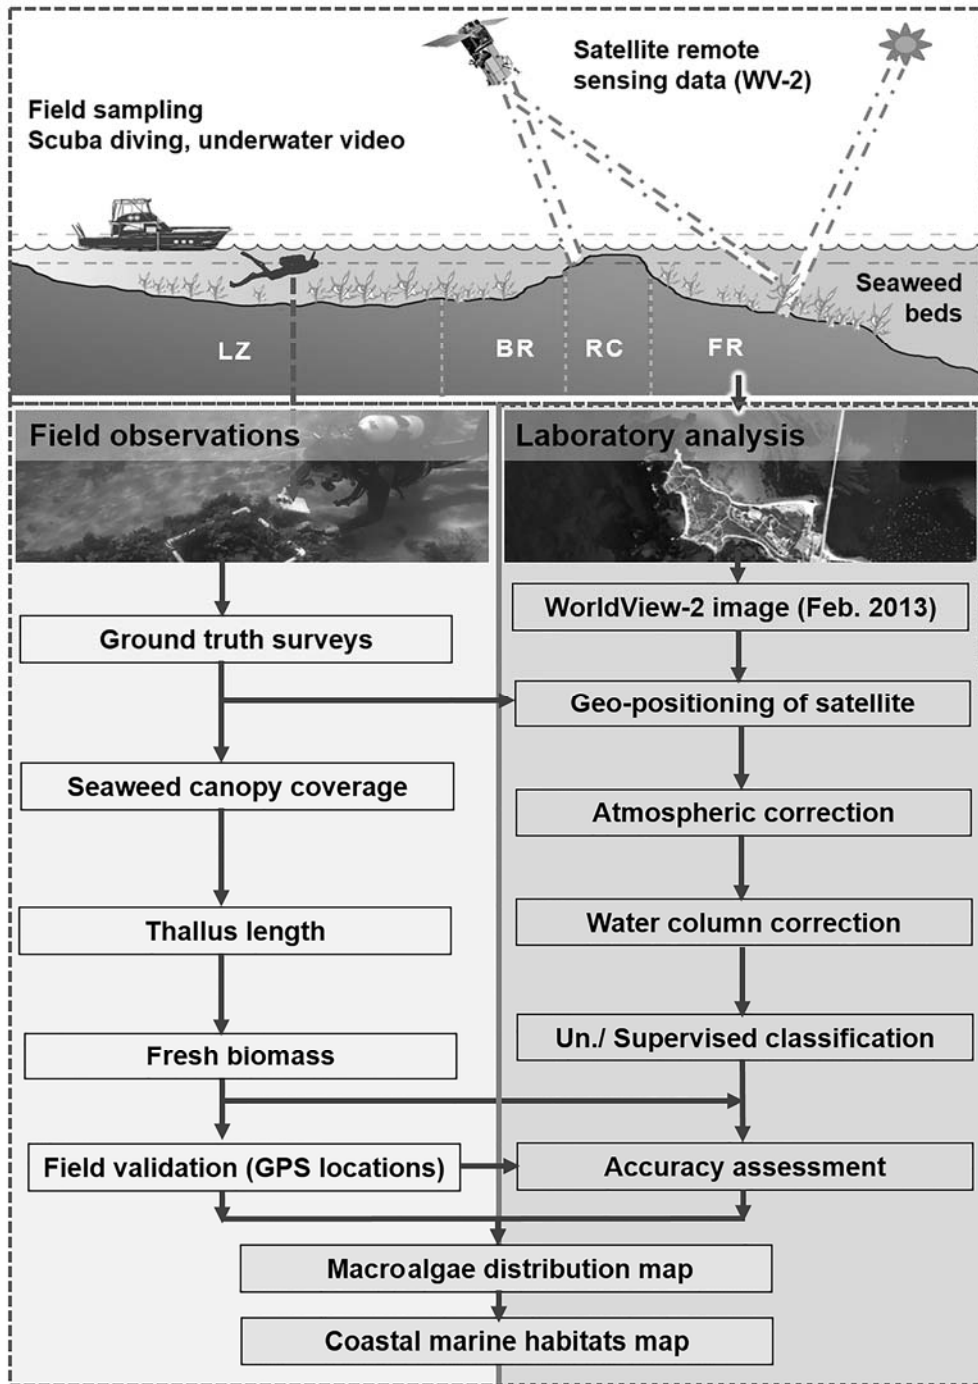 Satellite remote
sensing data (WV-2)
Field sampling
Scuba diving, underwater video
Seaweed
beds
LZ
BR
RC
FR
Field observations
Laboratory analysis
WorldView-2 image (Feb. 2013)
Ground truth surveys
Geo-positioning of satellite
Seaweed canopy coverage
Atmospheric correction
Thallus length
Water column correction
Fresh biomass
Un./ Supervised classification
Field validation (GPS locations)
Accuracy assessment
Macroalgae distribution map
Coastal marine habitats map